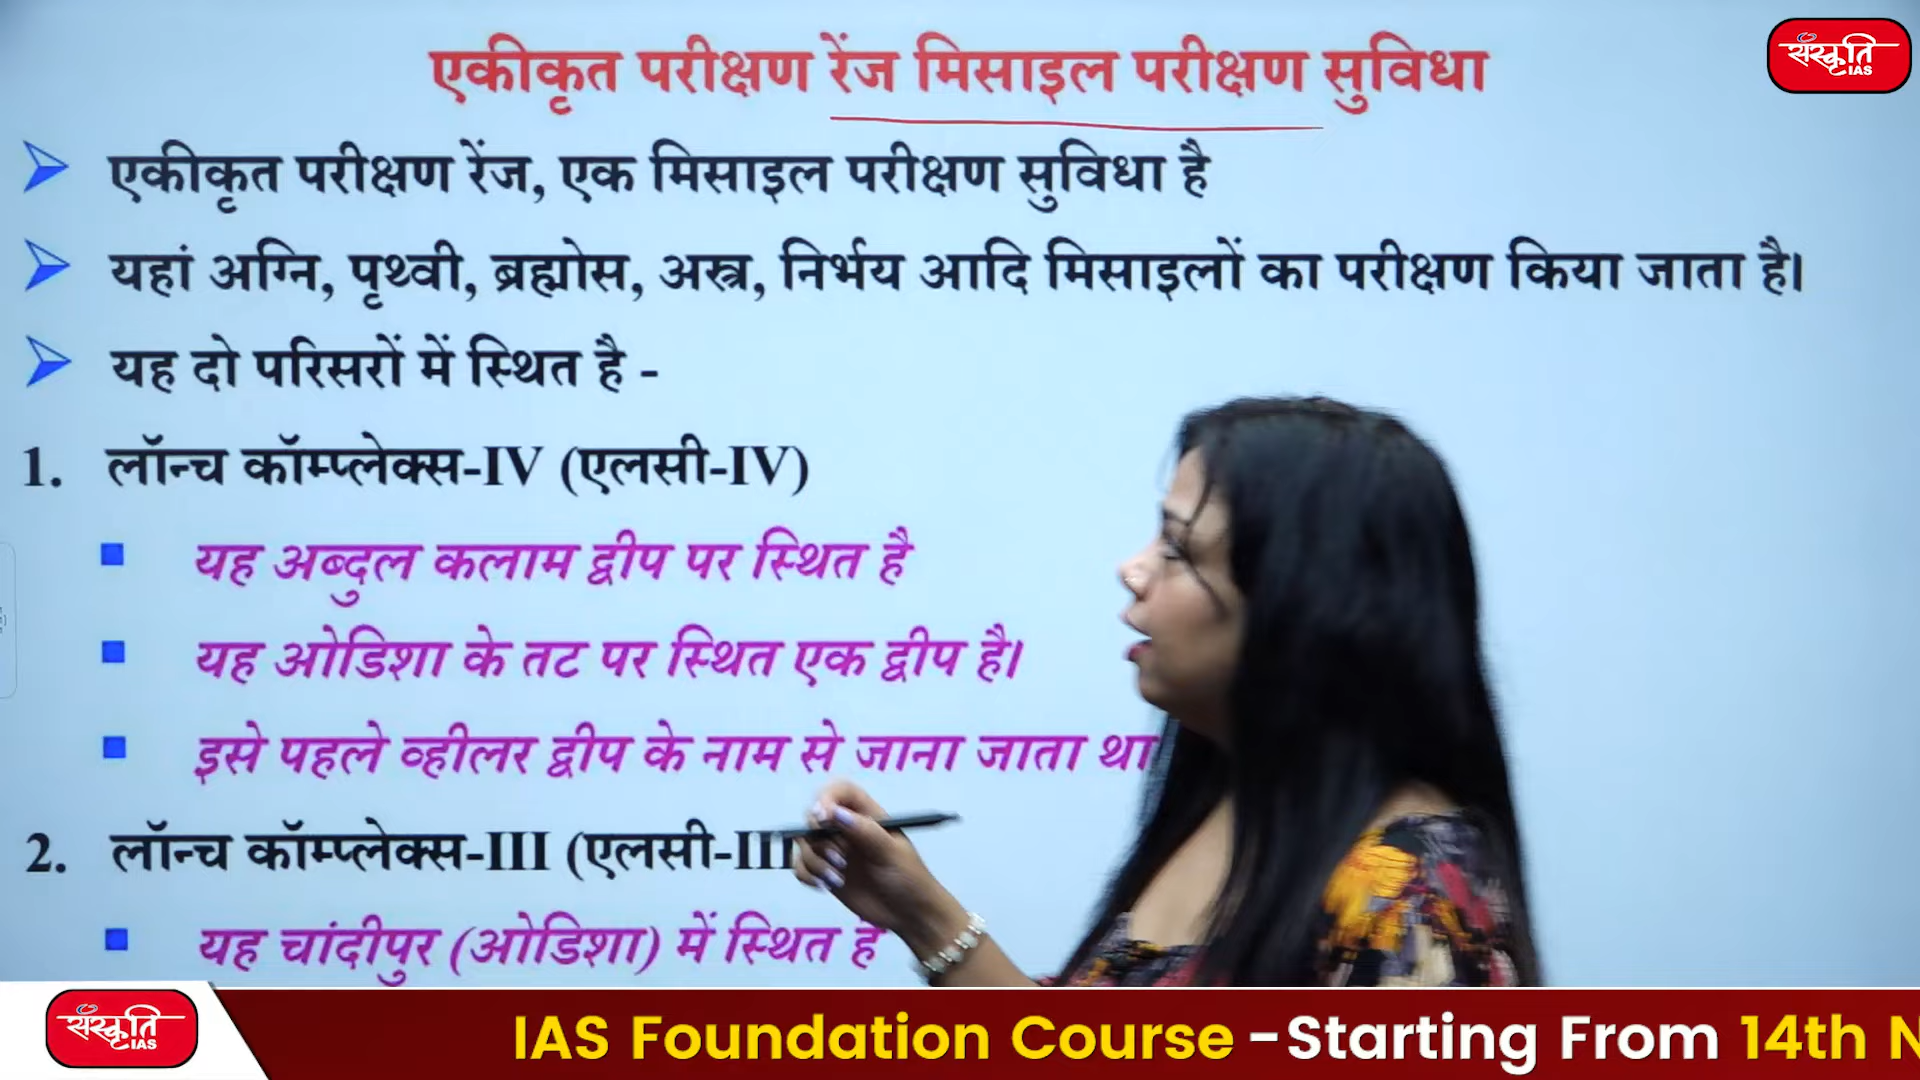 एकीकृत परीक्षण रेंज मिसाइल परीक्षण सुविधा
संस्कृति
IAS
एकीकृत परीक्षण रेंज, एक मिसाइल परीक्षण सुविधा है
यहां अग्नि, पृथ्वी, ब्रह्मोस, अस्त्र, निर्भय आदि मिसाइलों का परीक्षण किया जाता है।
यह दो परिसरों में स्थित है -
1. लॉन्च कॉम्प्लेक्स-IV (एलसी-IV)
यह अब्दुल कलाम द्वीप पर स्थित है
यह ओडिशा के तट पर स्थित एक द्वीप है।
इसे पहले व्हीलर द्वीप के नाम से जाना जाता था
2. लॉन्च कॉम्प्लेक्स-III (एलसी-III
यह चांदीपुर (ओडिशा) में स्थित है
संस्कृति
IAS
IAS Foundation Course - Starting From 14th N